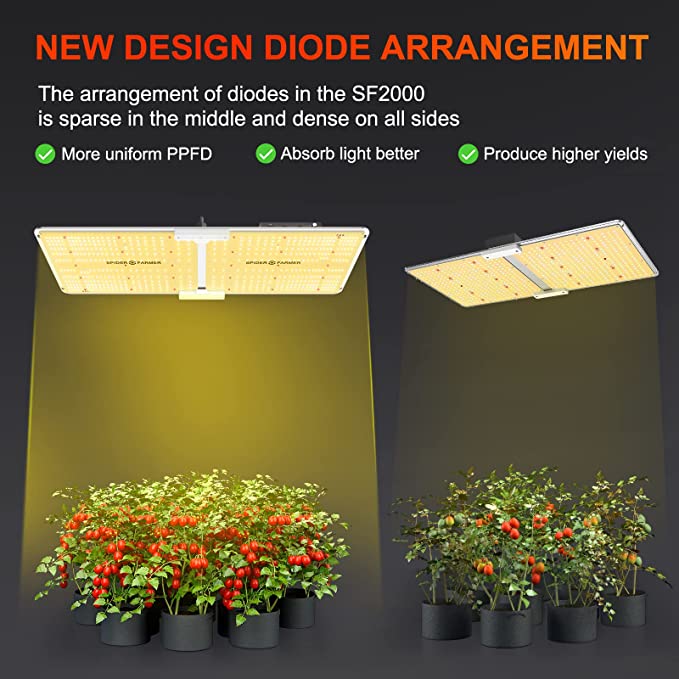 NEW DESIGN DIODE ARRANGEMENT
The arrangement of diodes in the SF2000
is sparse in the middle and dense on all sides
More uniform PPFD
Absorb light better
Produce higher yields
SPIDER FARMER
SPIDER FARMER